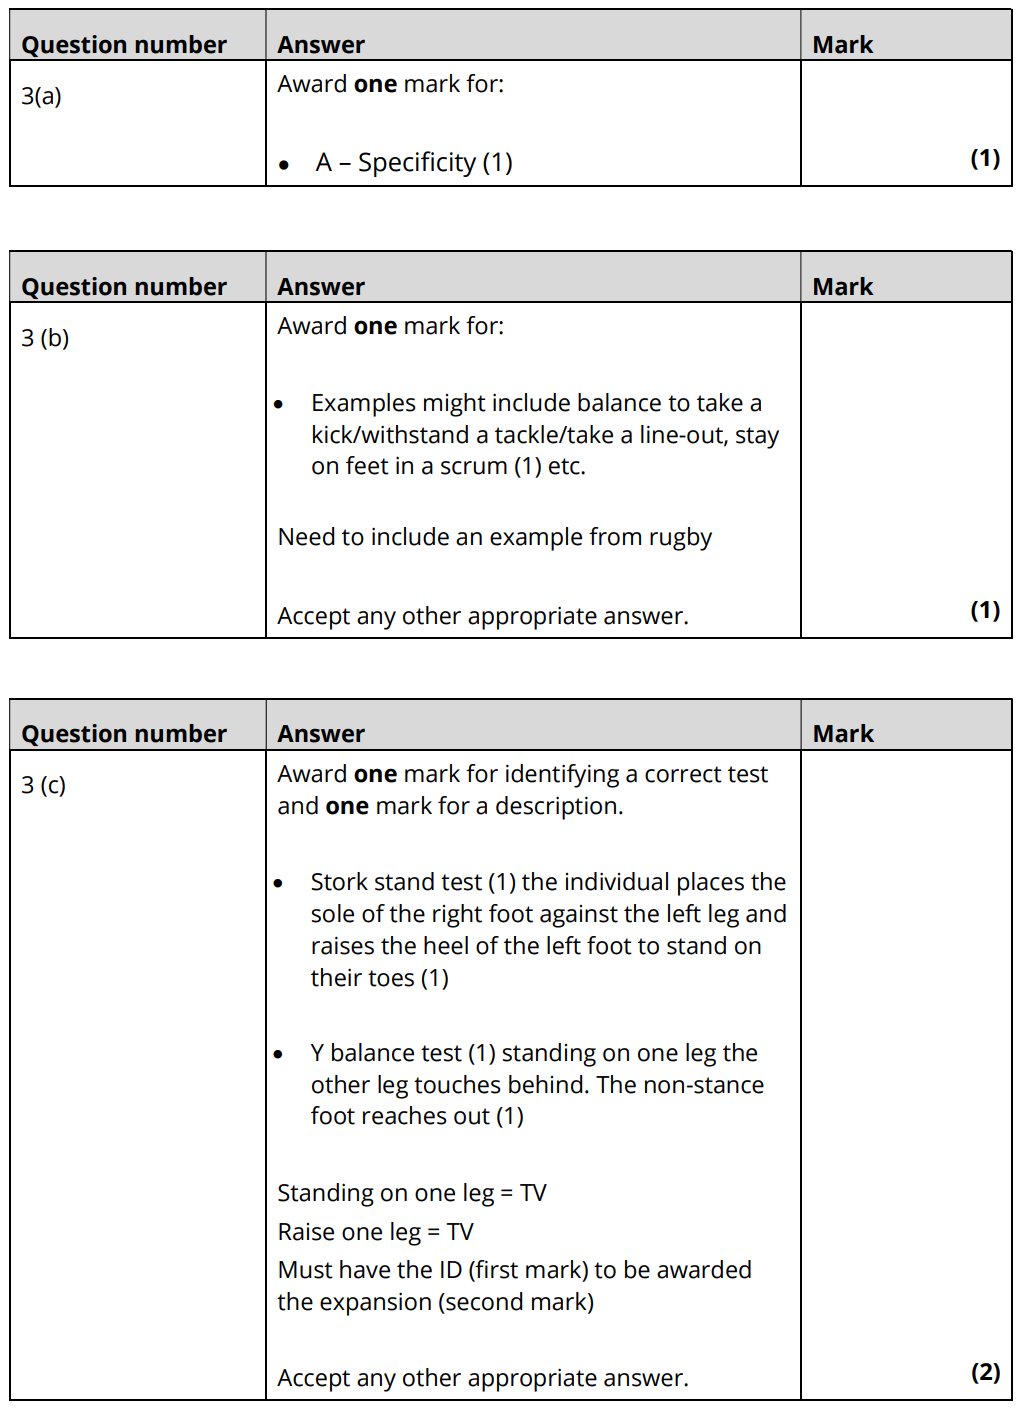 Question number Answer Mark
3(a) Award one mark for:
• A – Specificity (1) (1)
Question number Answer Mark
3 (b) Award one mark for:
• Examples might include balance to take a
kick/withstand a tackle/take a line-out, stay
on feet in a scrum (1) etc.
Need to include an example from rugby
Accept any other appropriate answer. (1)
Question number Answer Mark
3 (c) Award one mark for identifying a correct test
and one mark for a description.
• Stork stand test (1) the individual places the
sole of the right foot against the left leg and
raises the heel of the left foot to stand on
their toes (1)
• Y balance test (1) standing on one leg the
other leg touches behind. The non-stance
foot reaches out (1)
Standing on one leg = TV
Raise one leg = TV
Must have the ID (first mark) to be awarded
the expansion (second mark)
Accept any other appropriate answer. (2)